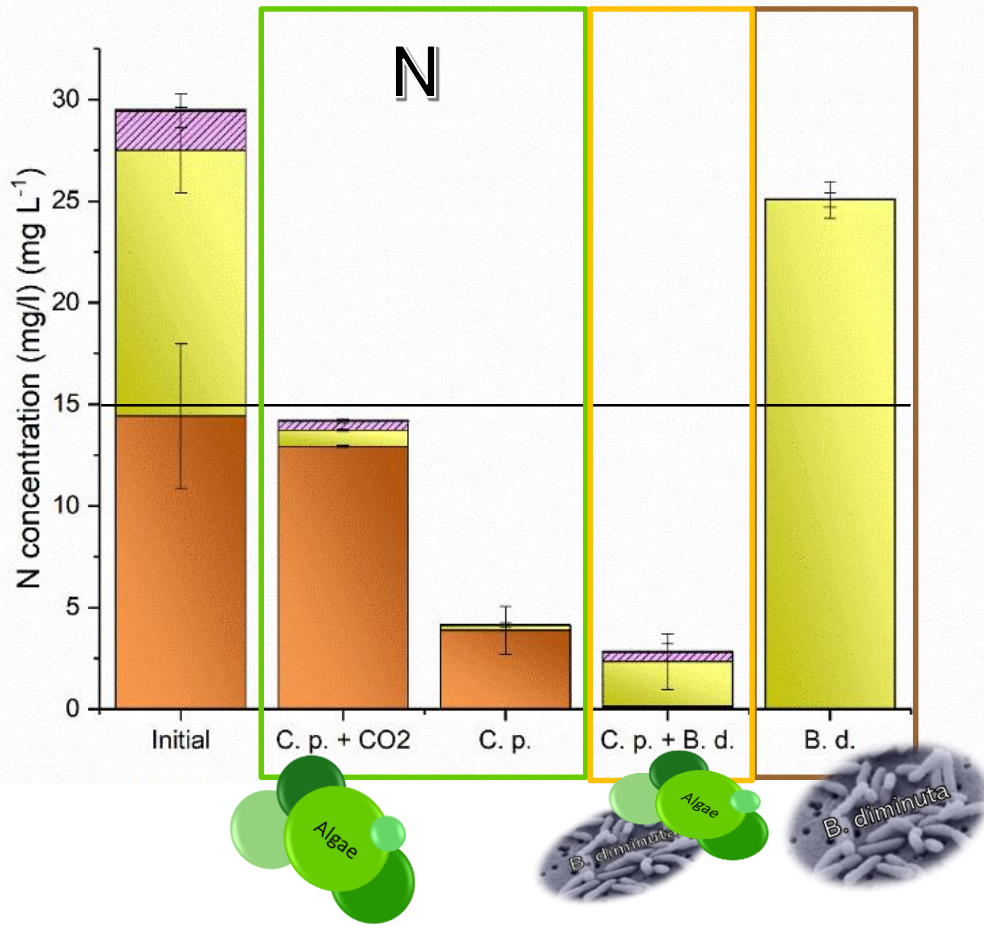 N
N concentration (mg/l) (mg L⁻¹)
30
25
20
15
10
5
0
Initial
C. p. + CO2
C. p.
C. p. + B. d.
B. d.
Algae
Algae
B. diminuta
B. diminuta